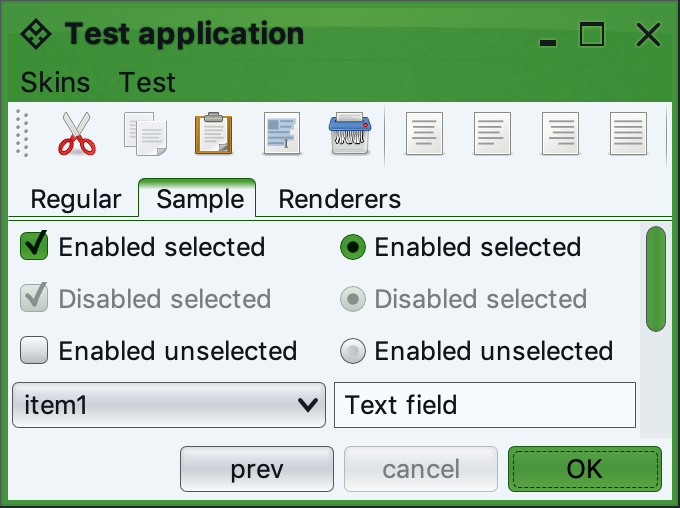 Test application
Skins Test
Regular Sample Renderers
Enabled selected Enabled selected
Disabled selected Disabled selected
Enabled unselected Enabled unselected
item1 Text field
prev cancel OK